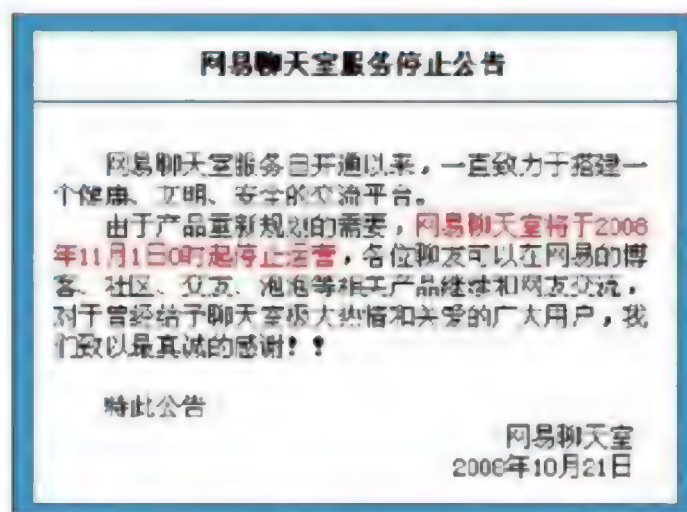 网易聊天室服务停止公告
网易聊天室服务自开通以来，一直致力于搭建一
个健康、文明、安全的交流平台。
由于产品重新规划的需要，网易聊天室将于2008
年11月1日0时起停止运营，各位聊友可以在网易的博
客、社区、交友、泡泡等相关产品继续和网友交流，
对于曾经给予聊天室极大热情和关爱的广大用户，我
们致以最真诚的感谢！！
特此公告
网易聊天室
2008年10月21日